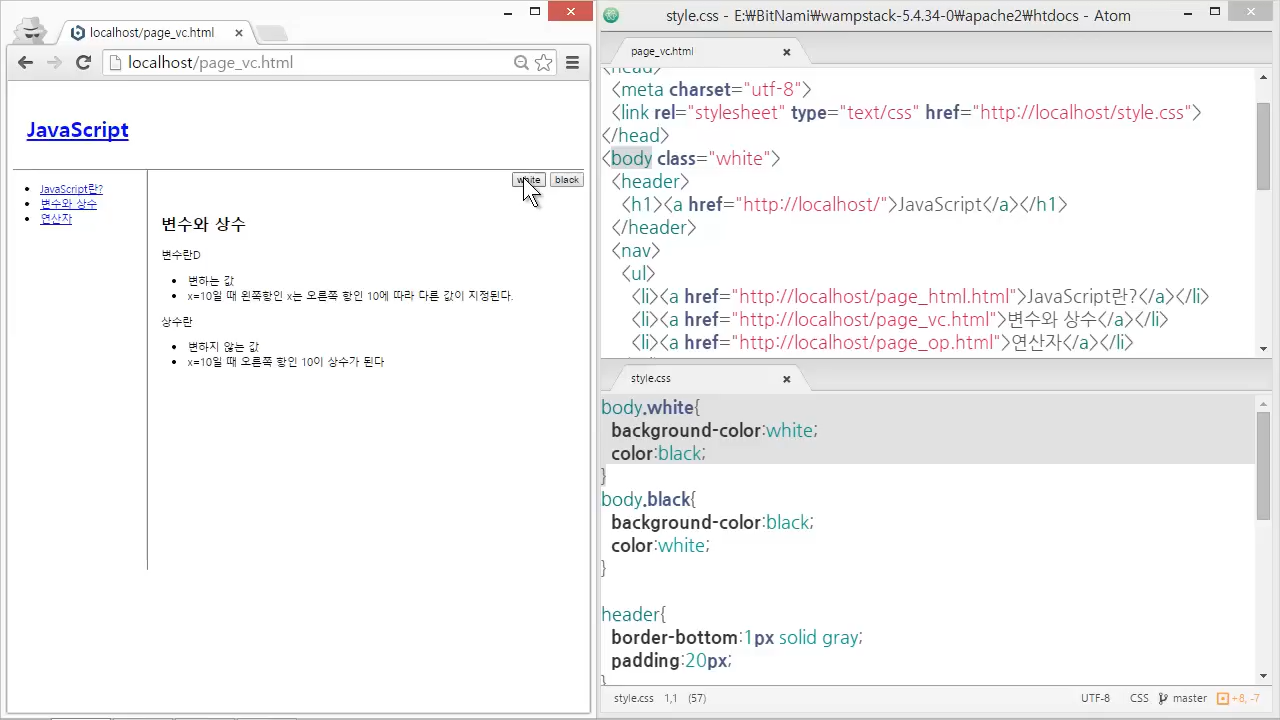 localhost/page_vc.html
localhost/page_vc.html
JavaScript
JavaScript란?
변수와 상수
연산자
white black
변수와 상수
변수란D
변하는 값
x=10일 때 왼쪽항인 x는 오른쪽 항인 10에 따라 다른 값이 지정된다.
상수란
변하지 않는 값
x=10일 때 오른쪽 항인 10이 상수가 된다
style.css - E:₩BitNami₩wampstack-5.4.34-0₩apache2₩htdocs - Atom
page_vc.html
<head>
<meta charset="utf-8">
<link rel="stylesheet" type="text/css" href="http://localhost/style.css">
</head>
<body class="white">
<header>
<h1><a href="http://localhost/">JavaScript</a></h1>
</header>
<nav>
<ul>
<li><a href="http://localhost/page_html.html">JavaScript란?</a></li>
<li><a href="http://localhost/page_vc.html">변수와 상수</a></li>
<li><a href="http://localhost/page_op.html">연산자</a></li>
style.css
body.white{
background-color:white;
color:black;
}
body.black{
background-color:black;
color:white;
}
header{
border-bottom:1px solid gray;
padding:20px;
}
style.css 1,1 (57) UTF-8 CSS master +8, -7